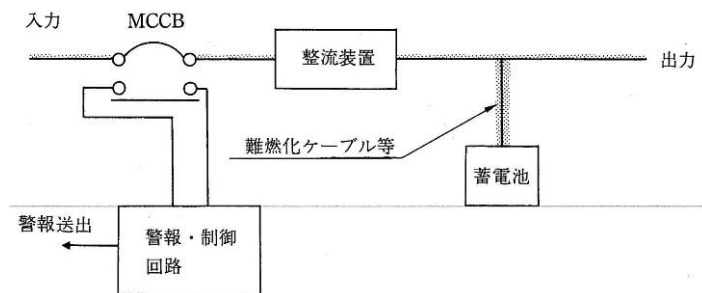 入力
MCCB
整流装置
出力
難燃化ケーブル等
蓄電池
警報送出
警報・制御
回路